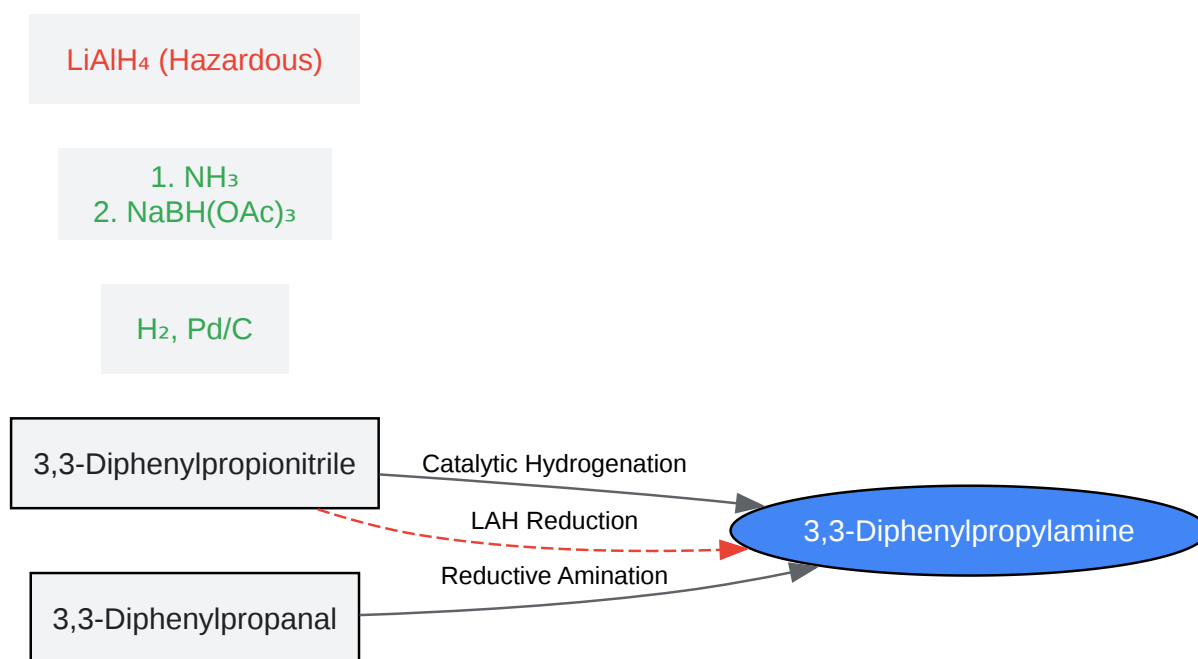 LiAlH₄ (Hazardous)
1. NH₃
2. NaBH(OAc)₃
H₂, Pd/C
3,3-Diphenylpropionitrile
Catalytic Hydrogenation
LAH Reduction
3,3-Diphenylpropylamine
Reductive Amination
3,3-Diphenylpropanal